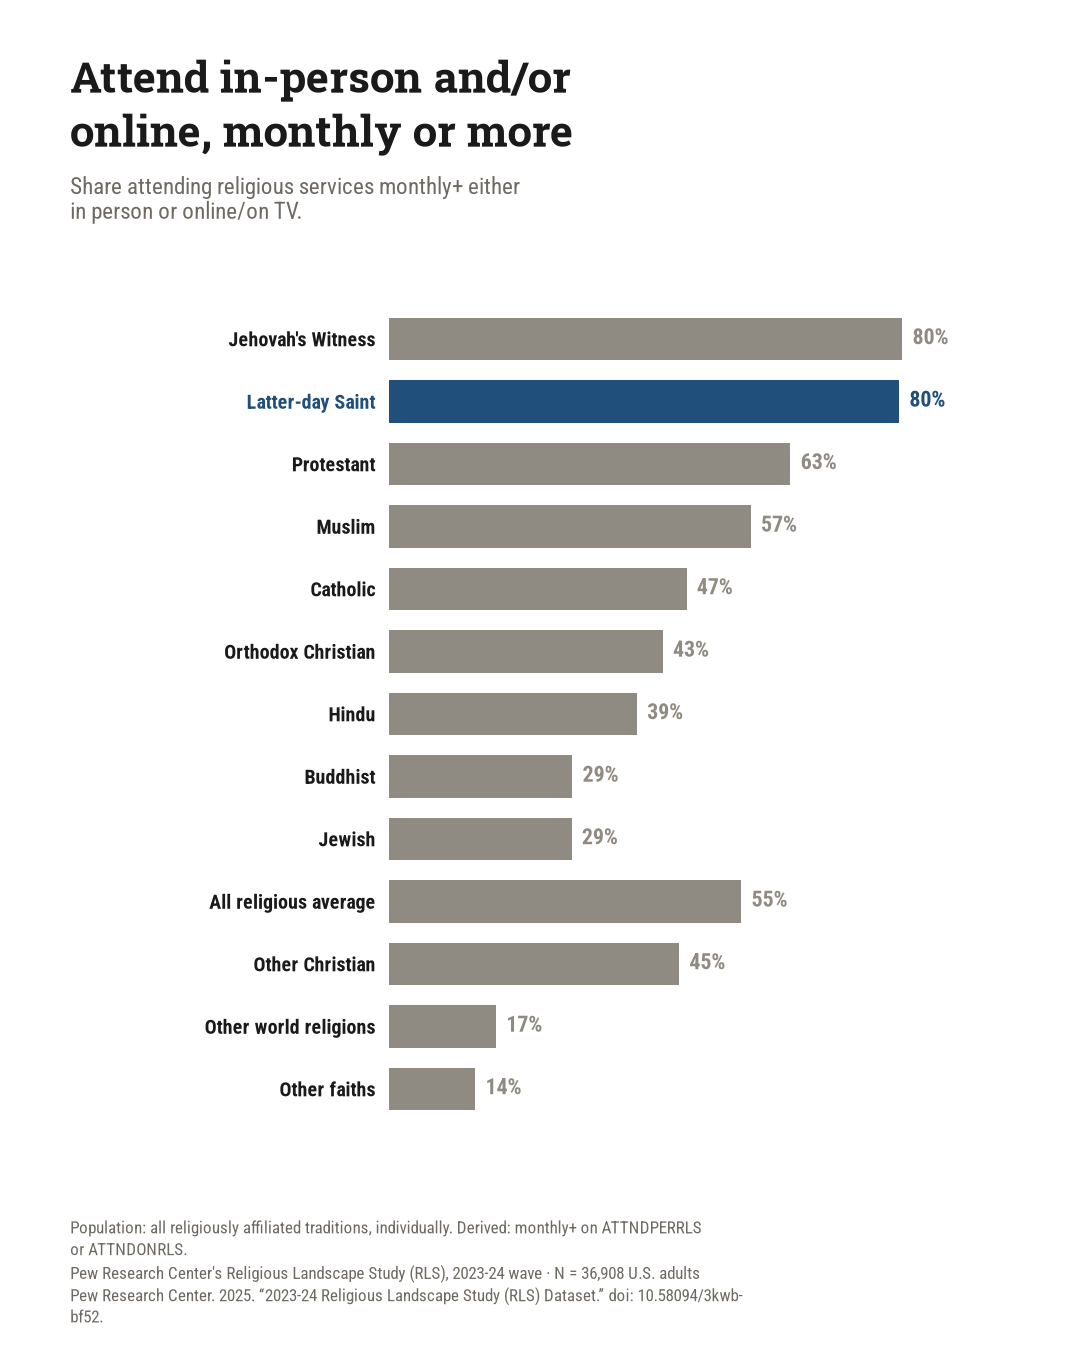 Attend in-person and/or
online, monthly or more
Share attending religious services monthly+ either
in person or online/on TV.
Jehovah's Witness 80%
Latter-day Saint 80%
Protestant 63%
Muslim 57%
Catholic 47%
Orthodox Christian 43%
Hindu 39%
Buddhist 29%
Jewish 29%
All religious average 55%
Other Christian 45%
Other world religions 17%
Other faiths 14%
Population: all religiously affiliated traditions, individually. Derived: monthly+ on ATTNDPERRLS
or ATTNDONRLS.
Pew Research Center's Religious Landscape Study (RLS), 2023-24 wave · N = 36,908 U.S. adults
Pew Research Center. 2025. “2023-24 Religious Landscape Study (RLS) Dataset.” doi: 10.58094/3kwb-
bf52.